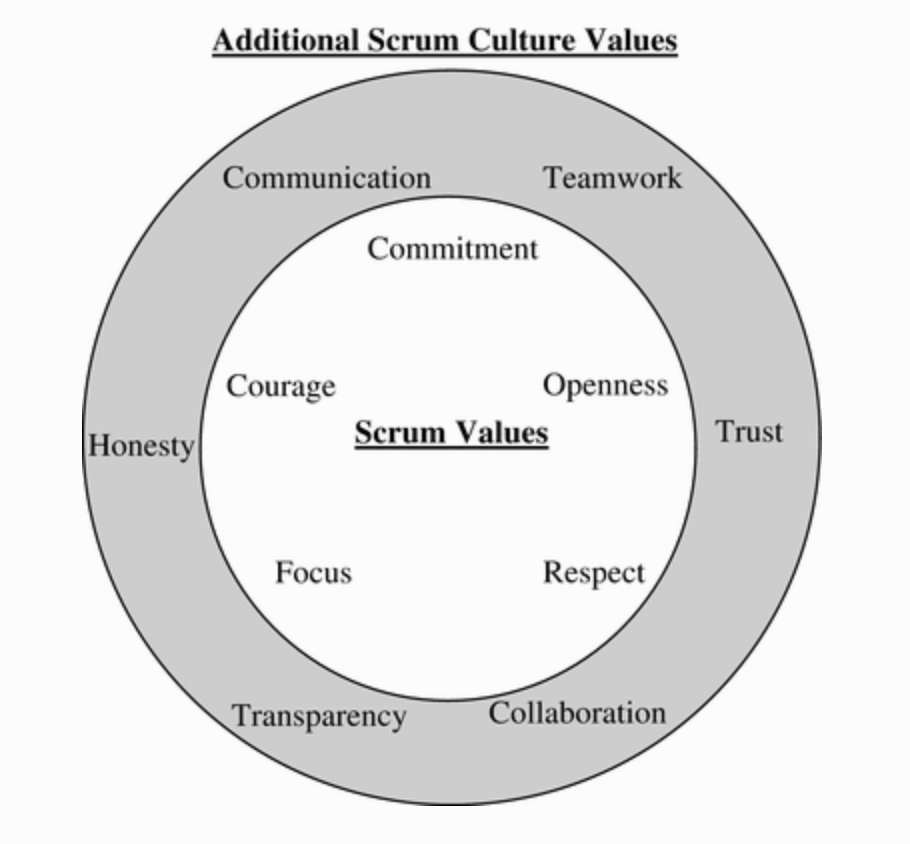 Additional Scrum Culture Values
Communication
Teamwork
Commitment
Courage
Openness
Scrum Values
Honesty
Trust
Focus
Respect
Transparency
Collaboration